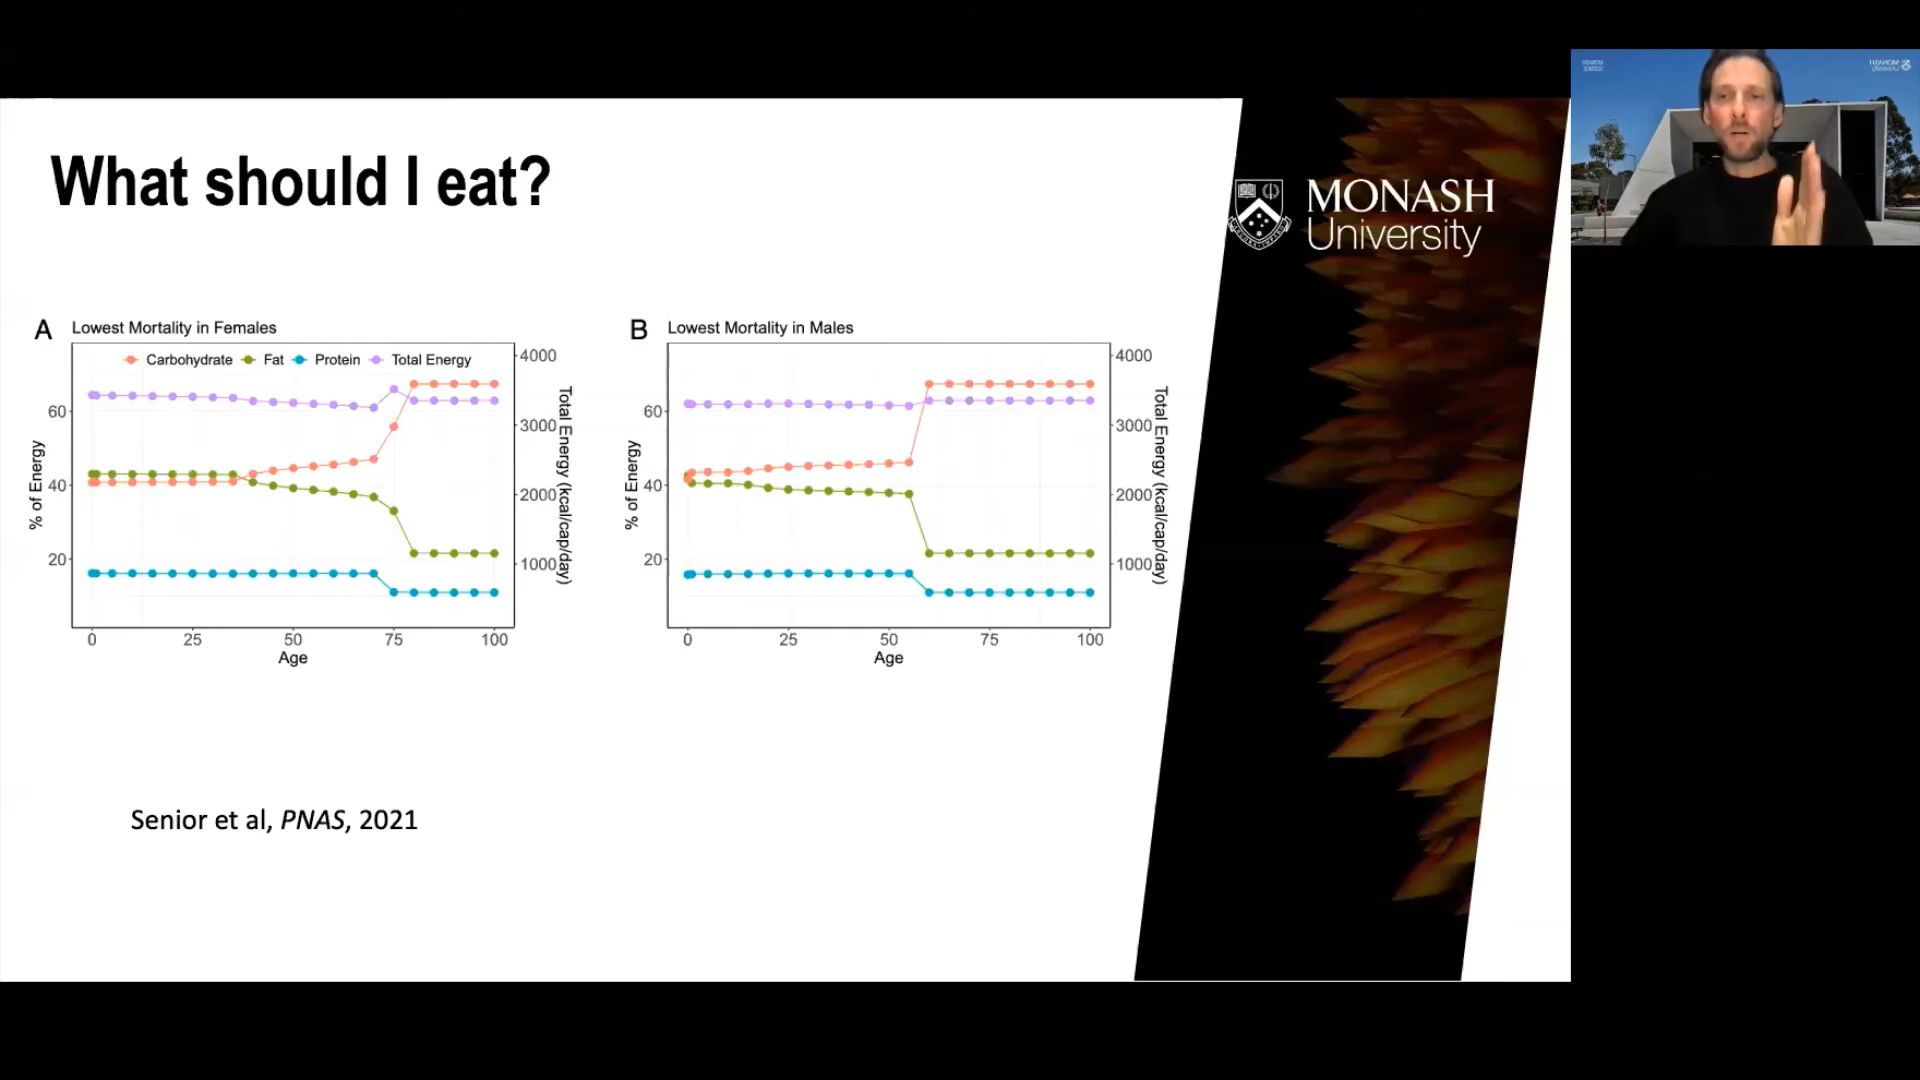 What should I eat?
MONASH
University
A
Lowest Mortality in Females
Carbohydrate
Fat
Protein
Total Energy
60
40
20
% of Energy
4000
3000
2000
1000
Total Energy (kcal/cap/day)
0
25
50
75
100
Age
B
Lowest Mortality in Males
60
40
20
% of Energy
4000
3000
2000
1000
Total Energy (kcal/cap/day)
0
25
50
75
100
Age
Senior et al, PNAS, 2021